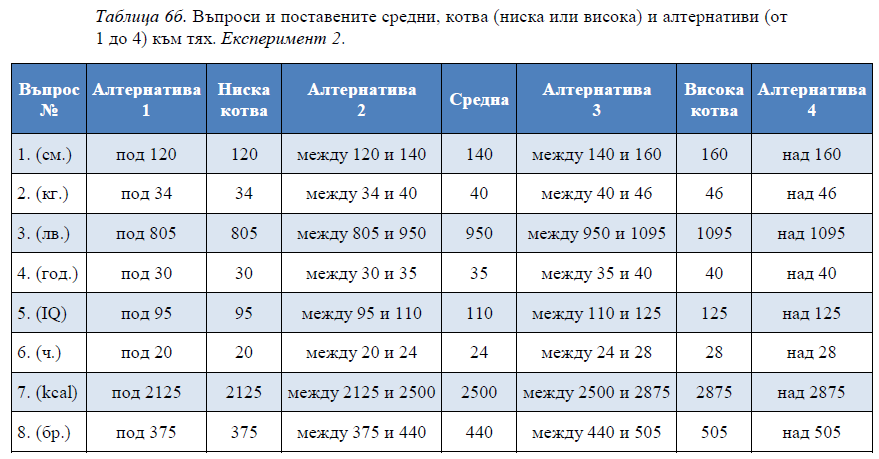 Таблица 6б. Въпроси и поставените средни, котва (ниска или висока) и алтернативи (от
1 до 4) към тях. Експеримент 2.
Въпрос № Алтернатива 1 Ниска котва Алтернатива 2 Средна Алтернатива 3 Висока котва Алтернатива 4
1. (см.) под 120 120 между 120 и 140 140 между 140 и 160 160 над 160
2. (кг.) под 34 34 между 34 и 40 40 между 40 и 46 46 над 46
3. (лв.) под 805 805 между 805 и 950 950 между 950 и 1095 1095 над 1095
4. (год.) под 30 30 между 30 и 35 35 между 35 и 40 40 над 40
5. (IQ) под 95 95 между 95 и 110 110 между 110 и 125 125 над 125
6. (ч.) под 20 20 между 20 и 24 24 между 24 и 28 28 над 28
7. (kcal) под 2125 2125 между 2125 и 2500 2500 между 2500 и 2875 2875 над 2875
8. (бр.) под 375 375 между 375 и 440 440 между 440 и 505 505 над 505